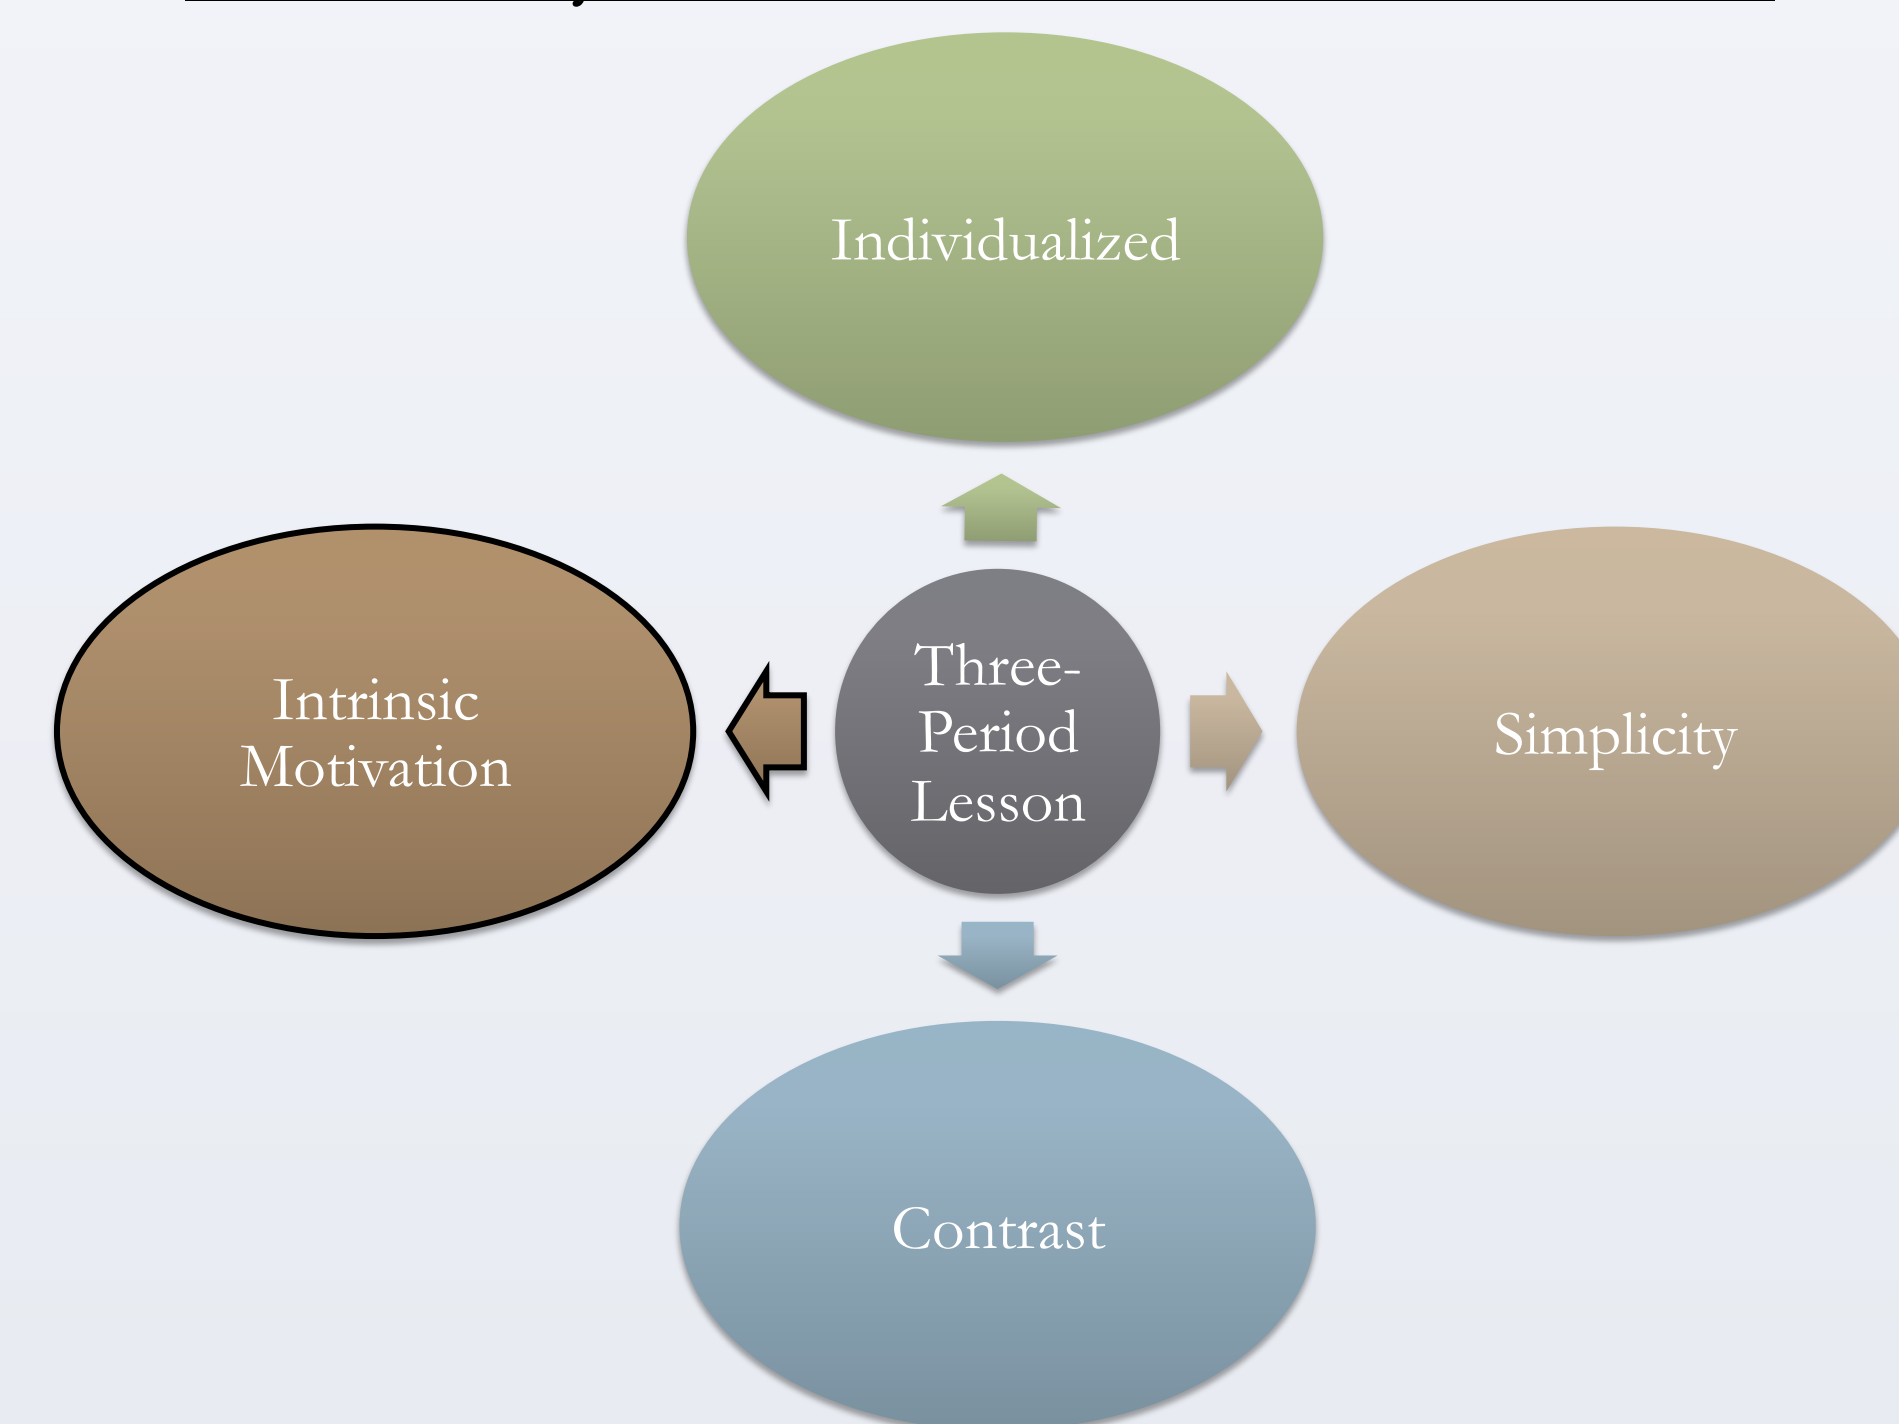 Individualized
Intrinsic
Motivation
Three-
Period
Lesson
Simplicity
Contrast